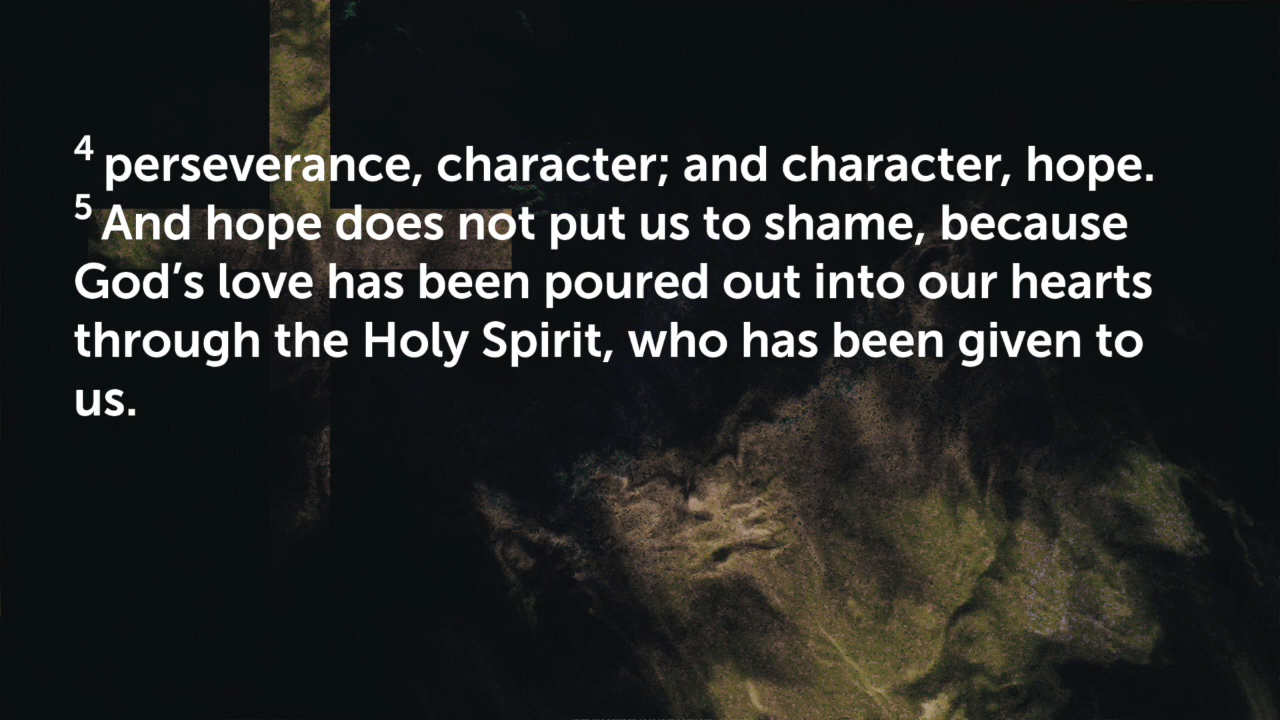 4 perseverance, character; and character, hope.
5 And hope does not put us to shame, because
God’s love has been poured out into our hearts
through the Holy Spirit, who has been given to
us.